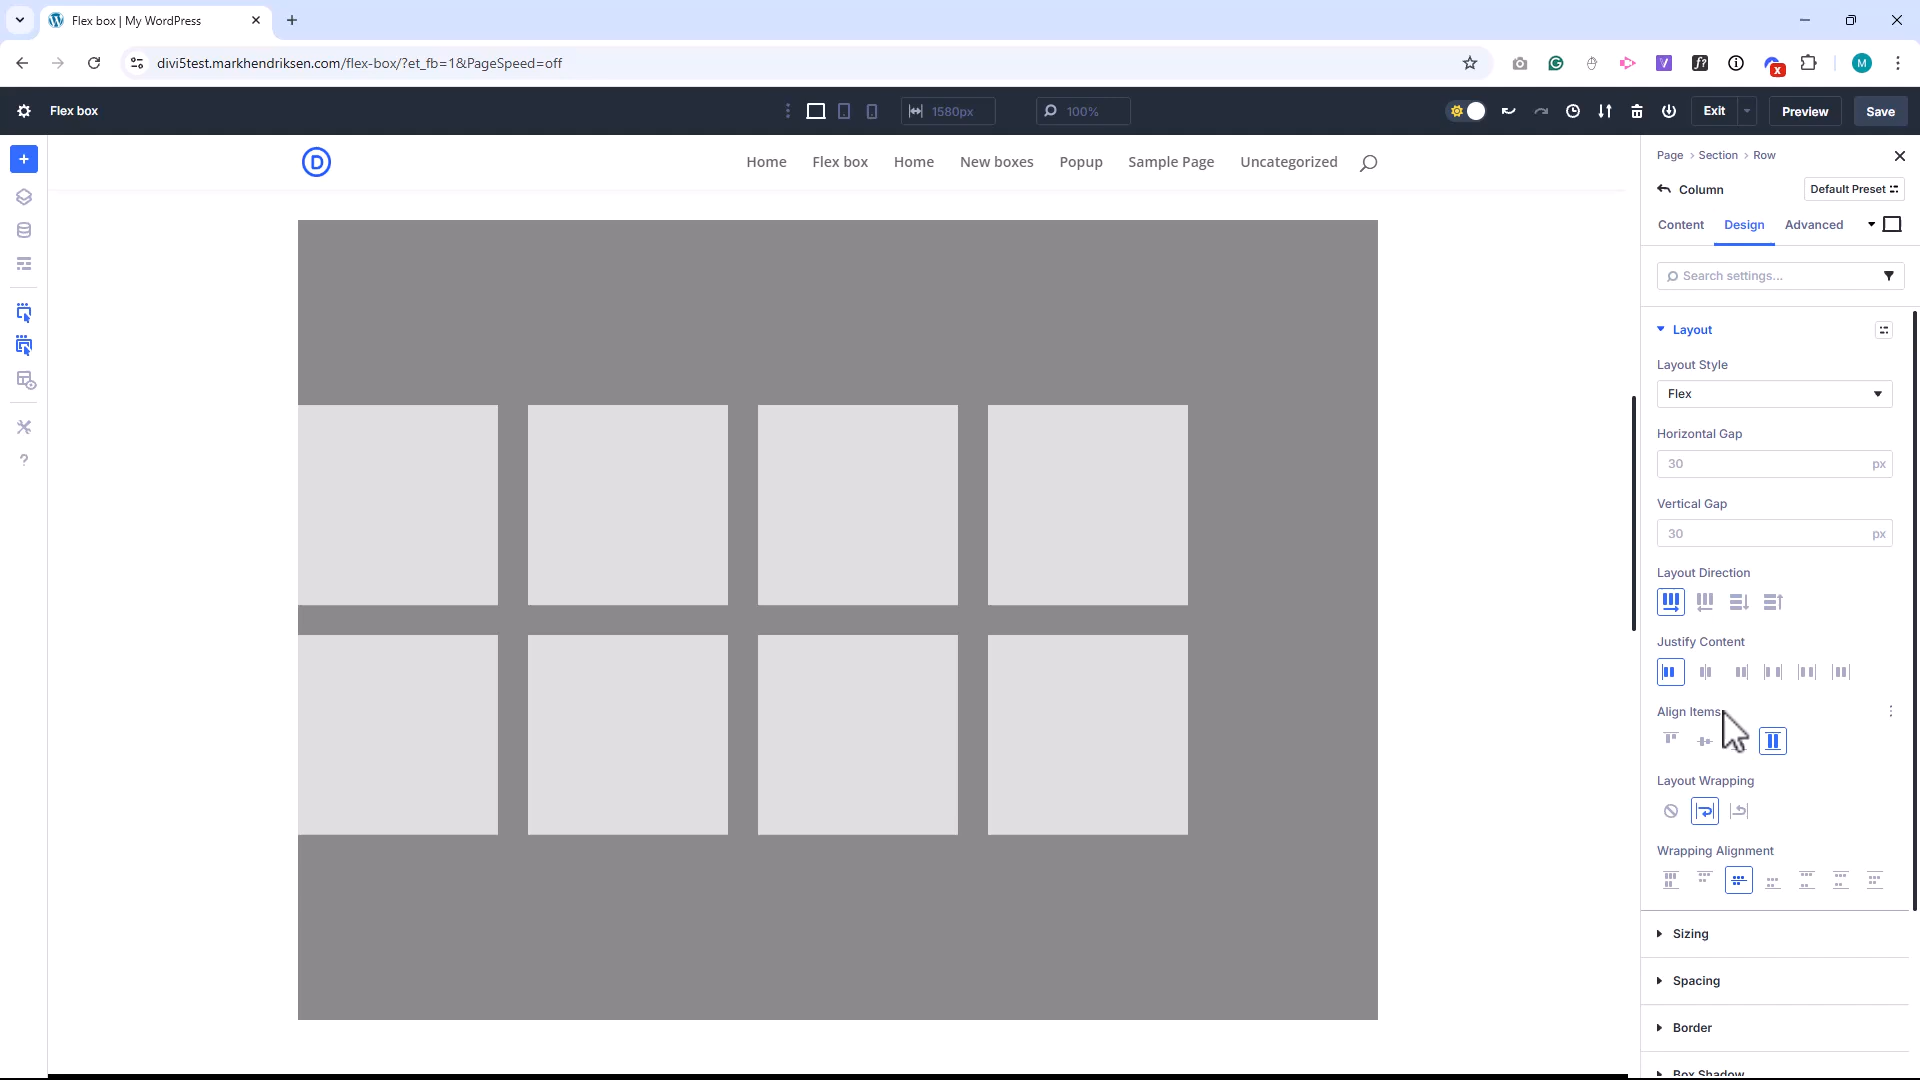 Flex box | My WordPress
divi5test.markhendriksen.com/flex-box/?et_fb=1&PageSpeed=off
M
Flex box
1580px
100%
Exit
Preview
Save
D
Home
Flex box
Home
New boxes
Popup
Sample Page
Uncategorized
Page
Section
Row
Column
Default Preset
Content
Design
Advanced
Search settings...
Layout
Layout Style
Flex
Horizontal Gap
30
px
Vertical Gap
30
px
Layout Direction
Justify Content
Align Items
Layout Wrapping
Wrapping Alignment
Sizing
Spacing
Border
Box Shadow